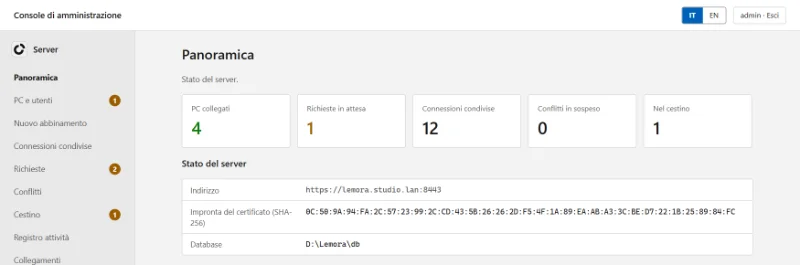 Console di amministrazione
IT EN
admin · Esci
Server
Panoramica
PC e utenti 1
Nuovo abbinamento
Connessioni condivise
Richieste 2
Conflitti
Cestino 1
Registro attività
Collegamenti
Panoramica
Stato del server.
PC collegati
4
Richieste in attesa
1
Connessioni condivise
12
Conflitti in sospeso
0
Nel cestino
1
Stato del server
Indirizzo https://lemora.studio.lan:8443
Impronta del certificato (SHA-
256)
0C:50:9A:94:FA:2C:57:23:99:2C:CD:43:5B:26:26:2D:F5:4F:1A:89:EA:AB:A3:3C:BE:D7:22:1B:25:89:84:FC
Database D:\Lemora\db